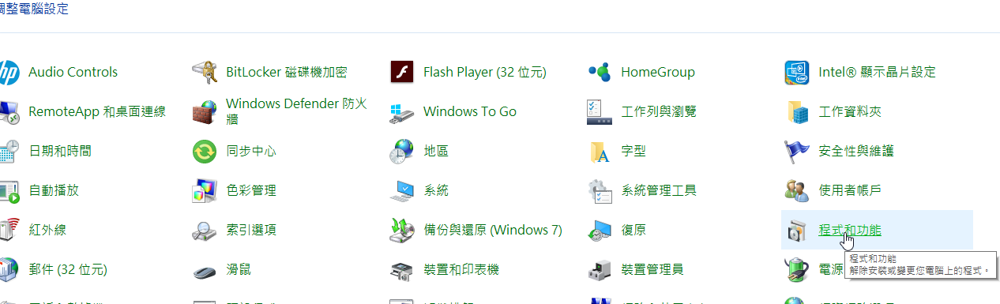 調整電腦設定
hp
Audio Controls
BitLocker 磁碟機加密
Flash Player (32 位元)
HomeGroup
Intel® 顯示晶片設定
RemoteApp 和桌面連線
Windows Defender 防火
牆
Windows To Go
工作列與瀏覽
工作資料夾
日期和時間
同步中心
地區
字型
安全性與維護
自動播放
色彩管理
系統
系統管理工具
使用者帳戶
紅外線
索引選項
備份與還原 (Windows 7)
復原
程式和功能
郵件 (32 位元)
滑鼠
裝置和印表機
裝置管理員
電源
程式和功能
解除安裝或變更您電腦上的程式。